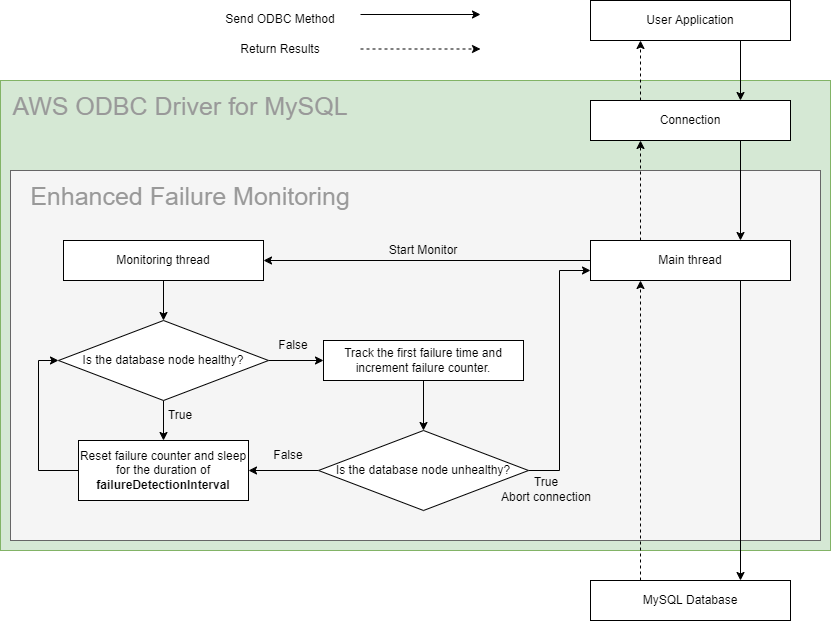 Send ODBC Method
Return Results
User Application
AWS ODBC Driver for MySQL
Connection
Enhanced Failure Monitoring
Monitoring thread
Start Monitor
Main thread
Is the database node healthy?
False
Track the first failure time and
increment failure counter.
True
Reset failure counter and sleep
for the duration of
failureDetectionInterval
False
Is the database node unhealthy?
True
Abort connection
MySQL Database